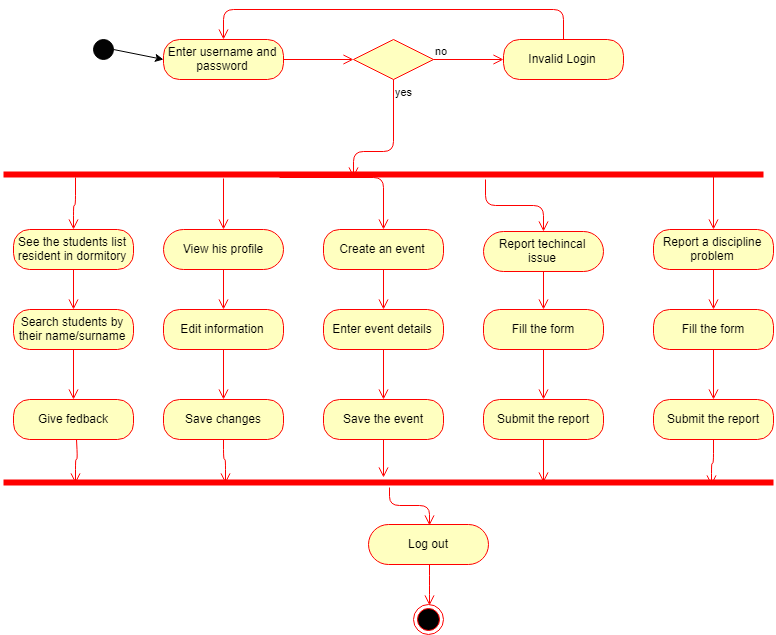 Enter username and
password
no
Invalid Login
yes
See the students list
resident in dormitory
View his profile
Create an event
Report techincal
issue
Report a discipline
problem
Search students by
their name/surname
Edit information
Enter event details
Fill the form
Fill the form
Give fedback
Save changes
Save the event
Submit the report
Submit the report
Log out